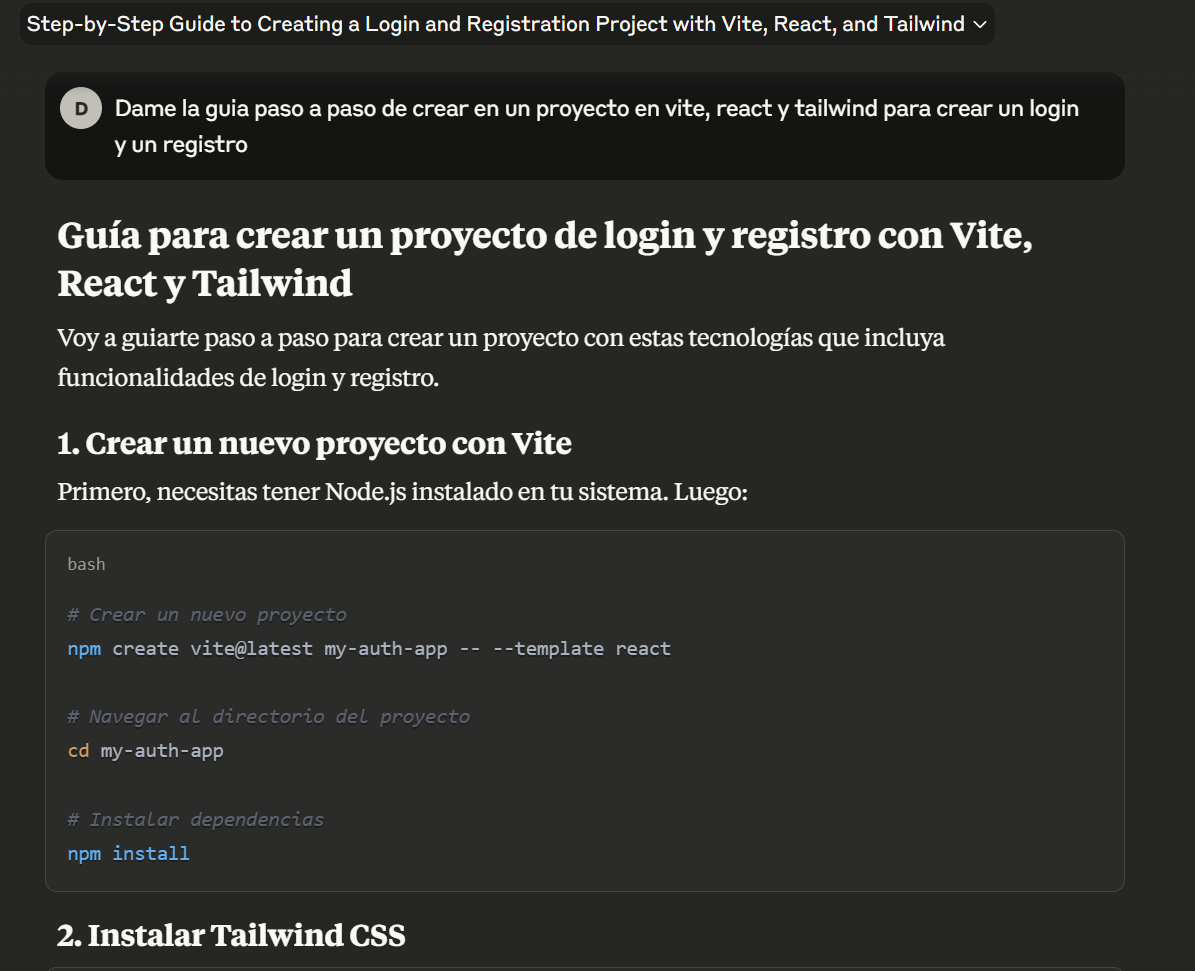 Step-by-Step Guide to Creating a Login and Registration Project with Vite, React, and Tailwind
D
Dame la guia paso a paso de crear en un proyecto en vite, react y tailwind para crear un login
y un registro
Guía para crear un proyecto de login y registro con Vite,
React y Tailwind
Voy a guiarte paso a paso para crear un proyecto con estas tecnologías que incluya
funcionalidades de login y registro.
1. Crear un nuevo proyecto con Vite
Primero, necesitas tener Node.js instalado en tu sistema. Luego:
bash
# Crear un nuevo proyecto
npm create vite@latest my-auth-app -- --template react
# Navegar al directorio del proyecto
cd my-auth-app
# Instalar dependencias
npm install
2. Instalar Tailwind CSS